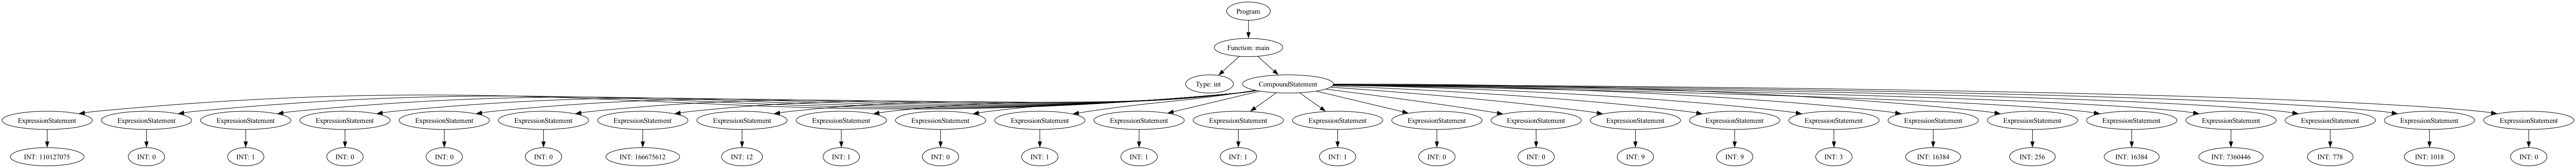 Program
Function: main
Type: int CompoundStatement
ExpressionStatement ExpressionStatement ExpressionStatement ExpressionStatement ExpressionStatement ExpressionStatement ExpressionStatement ExpressionStatement ExpressionStatement ExpressionStatement ExpressionStatement ExpressionStatement ExpressionStatement ExpressionStatement ExpressionStatement ExpressionStatement ExpressionStatement ExpressionStatement ExpressionStatement ExpressionStatement ExpressionStatement ExpressionStatement ExpressionStatement ExpressionStatement ExpressionStatement ExpressionStatement
INT: 110127075 INT: 0 INT: 1 INT: 0 INT: 0 INT: 0 INT: 166675612 INT: 12 INT: 1 INT: 0 INT: 1 INT: 1 INT: 1 INT: 1 INT: 0 INT: 0 INT: 9 INT: 9 INT: 3 INT: 16384 INT: 256 INT: 16384 INT: 7360446 INT: 778 INT: 1018 INT: 0